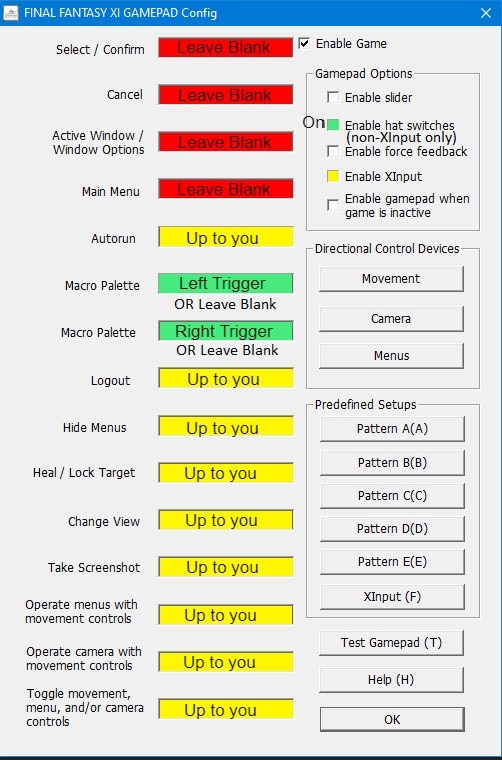 FINAL FANTASY XI GAMEPAD Config
Select / Confirm
Leave Blank
Cancel
Leave Blank
Active Window /
Window Options
Leave Blank
Main Menu
Leave Blank
Autorun
Up to you
Macro Palette
Left Trigger
OR Leave Blank
Macro Palette
Right Trigger
OR Leave Blank
Logout
Up to you
Hide Menus
Up to you
Heal / Lock Target
Up to you
Change View
Up to you
Take Screenshot
Up to you
Operate menus with
movement controls
Up to you
Operate camera with
movement controls
Up to you
Toggle movement,
menu, and/or camera
controls
Up to you
Enable Game
Gamepad Options
Enable slider
On
Enable hat switches
(non-XInput only)
Enable force feedback
Enable XInput
Enable gamepad when
game is inactive
Directional Control Devices
Movement
Camera
Menus
Predefined Setups
Pattern A(A)
Pattern B(B)
Pattern C(C)
Pattern D(D)
Pattern E(E)
XInput (F)
Test Gamepad (T)
Help (H)
OK